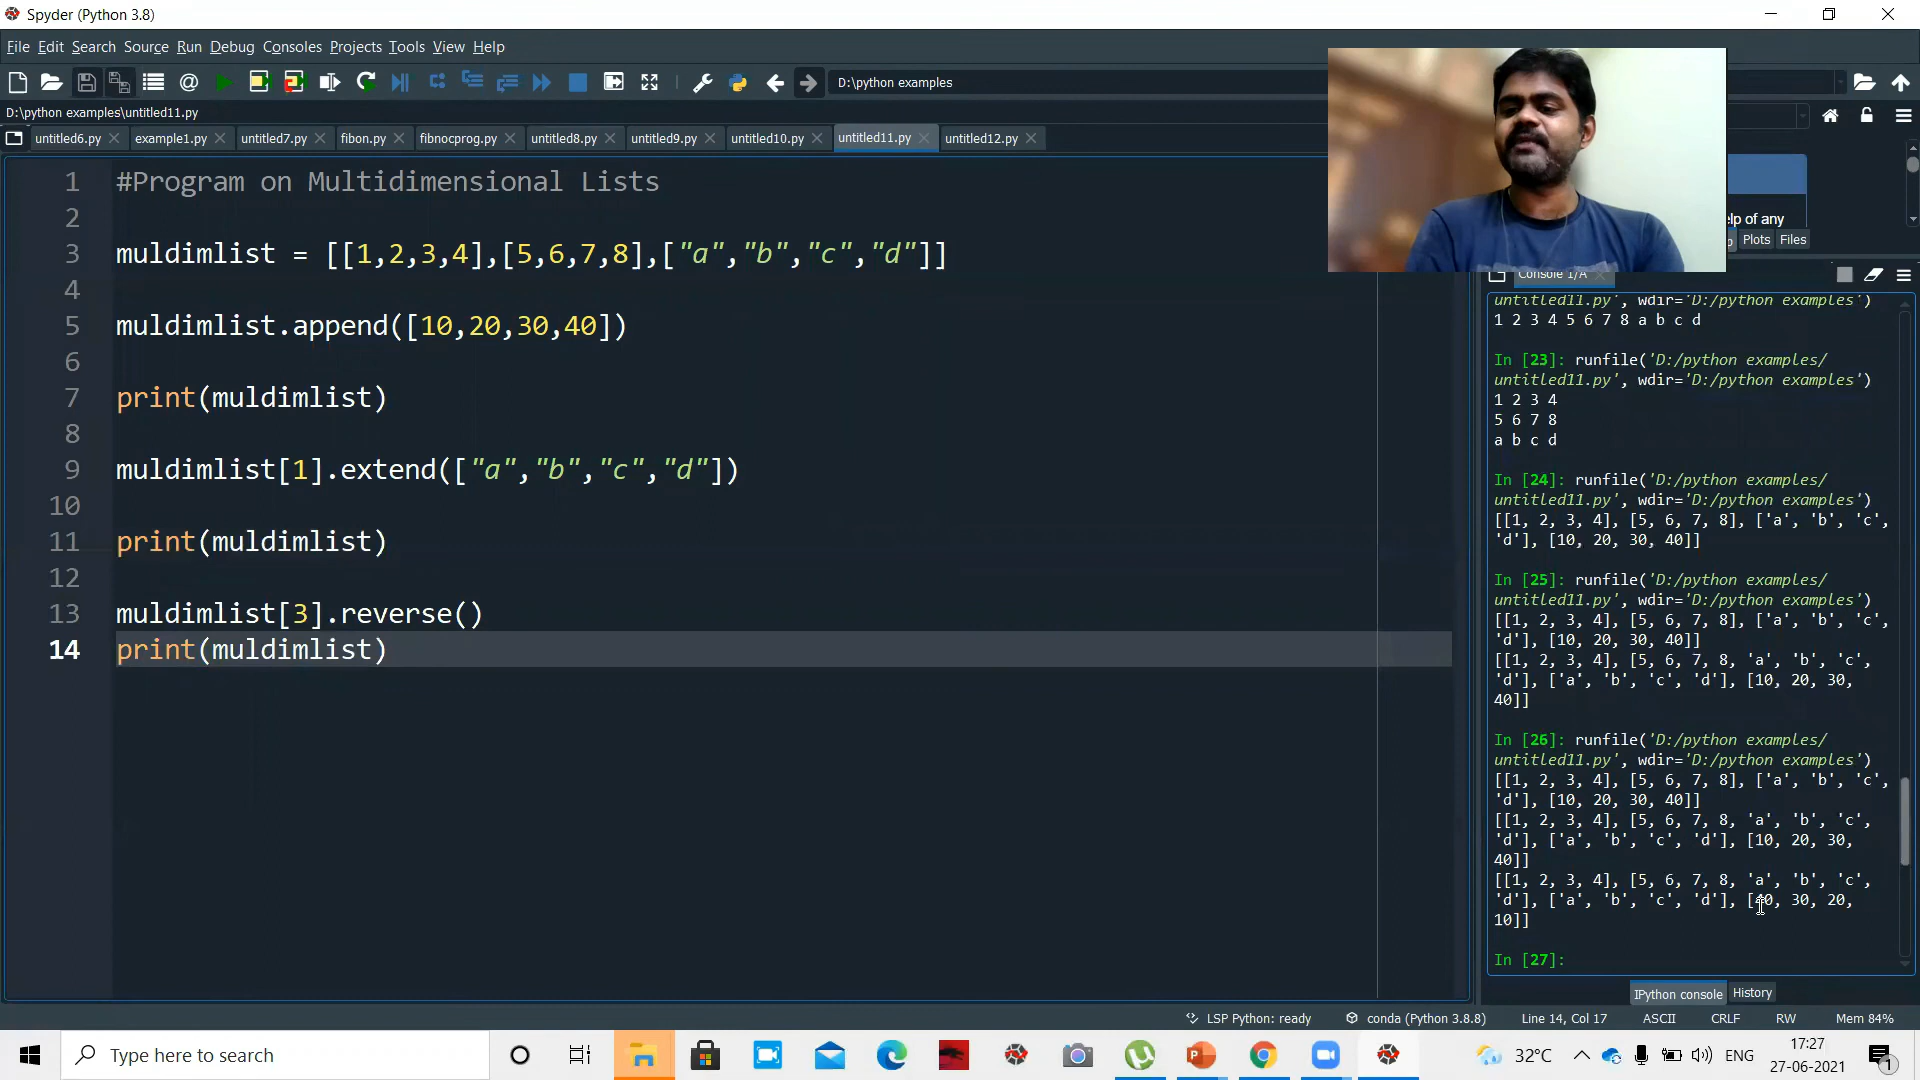 Spyder (Python 3.8)
File Edit Search Source Run Debug Consoles Projects Tools View Help
D:\python examples
D:\python examples\untitled11.py
untitled6.py example1.py untitled7.py fibon.py fibnocprog.py untitled8.py untitled9.py untitled10.py untitled11.py untitled12.py
1 #Program on Multidimensional Lists
2
3 muldimlist = [[1,2,3,4],[5,6,7,8],["a","b","c","d"]]
4
5 muldimlist.append([10,20,30,40])
6
7 print(muldimlist)
8
9 muldimlist[1].extend(["a","b","c","d"])
10
11 print(muldimlist)
12
13 muldimlist[3].reverse()
14 print(muldimlist)
elp of any
Plots Files
Console 1/A
untitled11.py', wdir='D:/python examples')
1 2 3 4 5 6 7 8 a b c d
In [23]: runfile('D:/python examples/
untitled11.py', wdir='D:/python examples')
1 2 3 4
5 6 7 8
a b c d
In [24]: runfile('D:/python examples/
untitled11.py', wdir='D:/python examples')
[[1, 2, 3, 4], [5, 6, 7, 8], ['a', 'b', 'c',
'd'], [10, 20, 30, 40]]
In [25]: runfile('D:/python examples/
untitled11.py', wdir='D:/python examples')
[[1, 2, 3, 4], [5, 6, 7, 8], ['a', 'b', 'c',
'd'], [10, 20, 30, 40]]
[[1, 2, 3, 4], [5, 6, 7, 8, 'a', 'b', 'c',
'd'], ['a', 'b', 'c', 'd'], [10, 20, 30,
40]]
In [26]: runfile('D:/python examples/
untitled11.py', wdir='D:/python examples')
[[1, 2, 3, 4], [5, 6, 7, 8], ['a', 'b', 'c',
'd'], [10, 20, 30, 40]]
[[1, 2, 3, 4], [5, 6, 7, 8, 'a', 'b', 'c',
'd'], ['a', 'b', 'c', 'd'], [10, 20, 30,
40]]
[[1, 2, 3, 4], [5, 6, 7, 8, 'a', 'b', 'c',
'd'], ['a', 'b', 'c', 'd'], [40, 30, 20,
10]]
In [27]:
IPython console History
LSP Python: ready conda (Python 3.8.8) Line 14, Col 17 ASCII CRLF RW Mem 84%
Type here to search
32°C ENG 17:27
27-06-2021
1